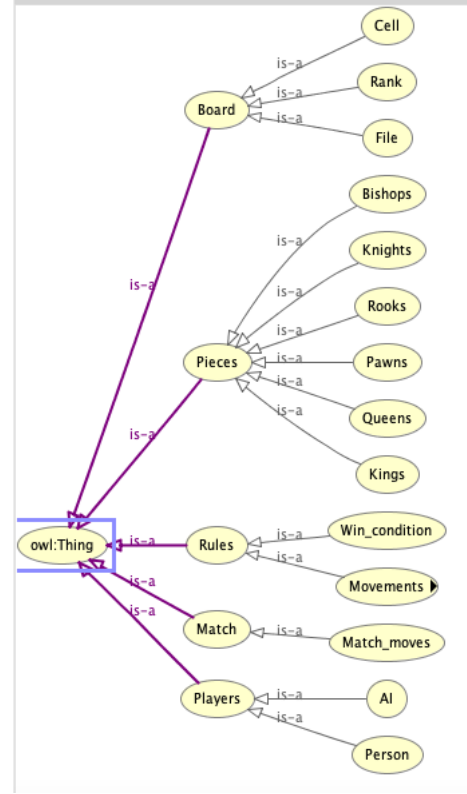 Cell
is-a
Rank
is-a
Board
is-a
File
Bishops
is-a
Knights
is-a
is-a
Rooks
is-a
Pieces
is-a
Pawns
is-a
Queens
is-a
is-a
Kings
Win_condition
is-a
owl:Thing
is-a
Rules
is-a
Movements
is-a
is-a
Match
is-a
Match_moves
Players
is-a
AI
is-a
Person